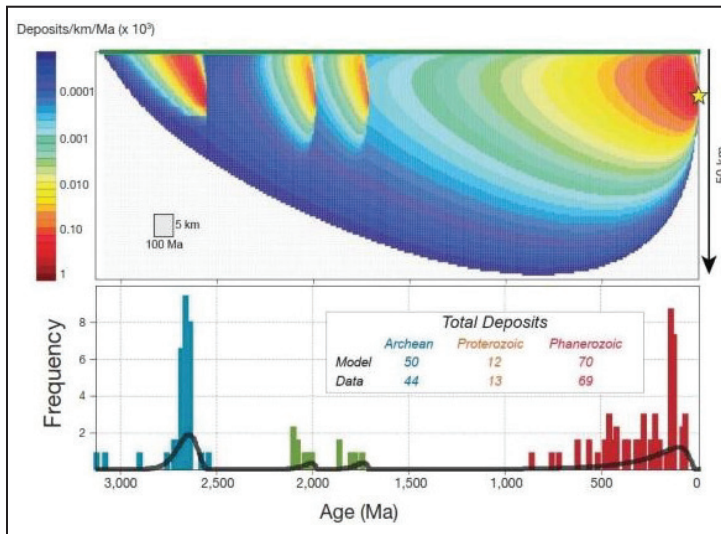 Deposits/km/Ma (x 10³)
0.0001
0.001
0.010
0.10
1
5 km
100 Ma
50 km
Frequency
8
6
4
2
Total Deposits
Archean Proterozoic Phanerozoic
Model 50 12 70
Data 44 13 69
3,000 2,500 2,000 1,500 1,000 500 0
Age (Ma)